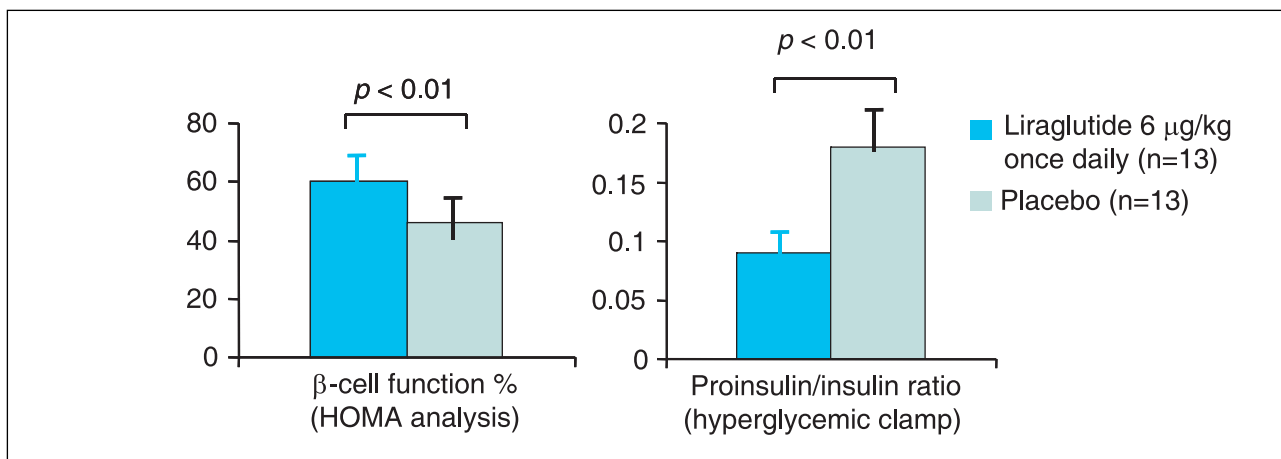 p < 0.01
80
60
40
20
0
β-cell function %
(HOMA analysis)
p < 0.01
0.2
0.15
0.1
0.05
0
Proinsulin/insulin ratio
(hyperglycemic clamp)
Liraglutide 6 μg/kg
once daily (n=13)
Placebo (n=13)